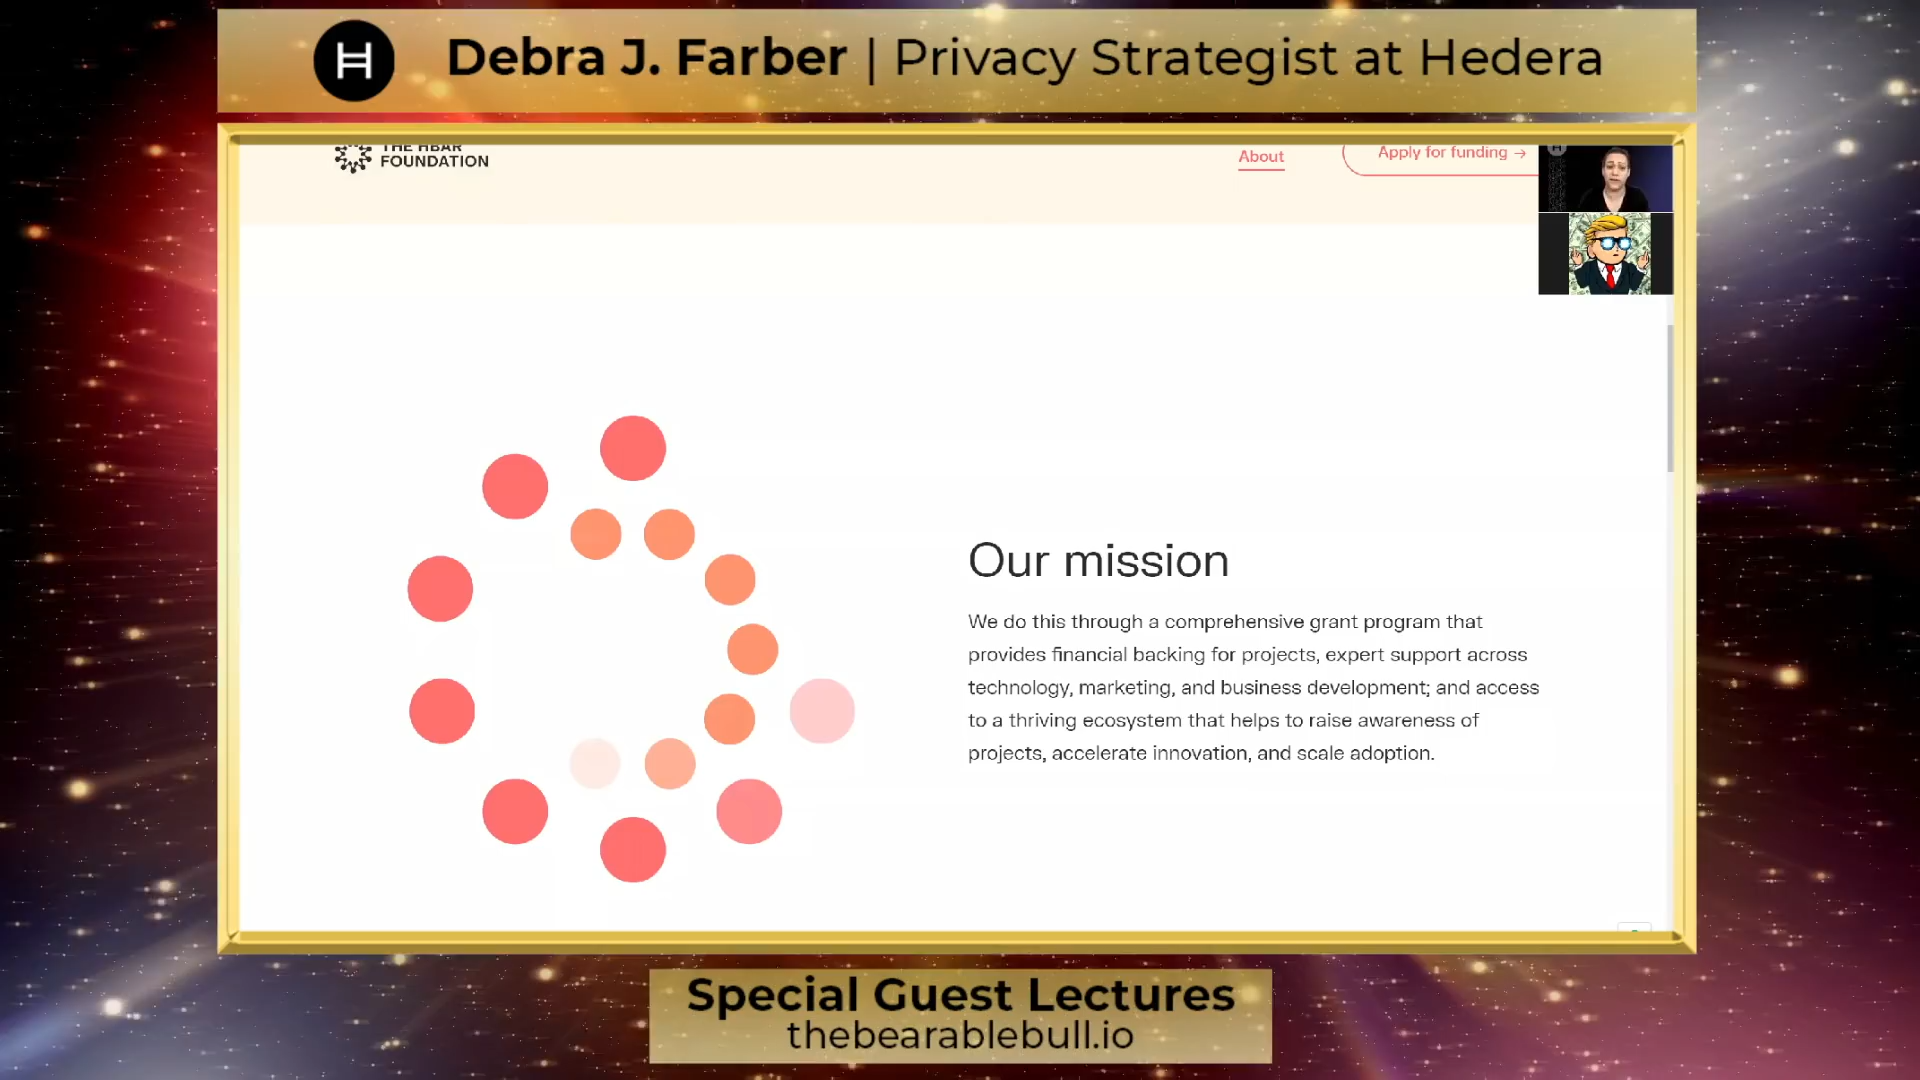 H Debra J. Farber | Privacy Strategist at Hedera
THE HBAR
FOUNDATION
About
Apply for funding →
Our mission
We do this through a comprehensive grant program that
provides financial backing for projects, expert support across
technology, marketing, and business development; and access
to a thriving ecosystem that helps to raise awareness of
projects, accelerate innovation, and scale adoption.
Special Guest Lectures
thebearablebull.io